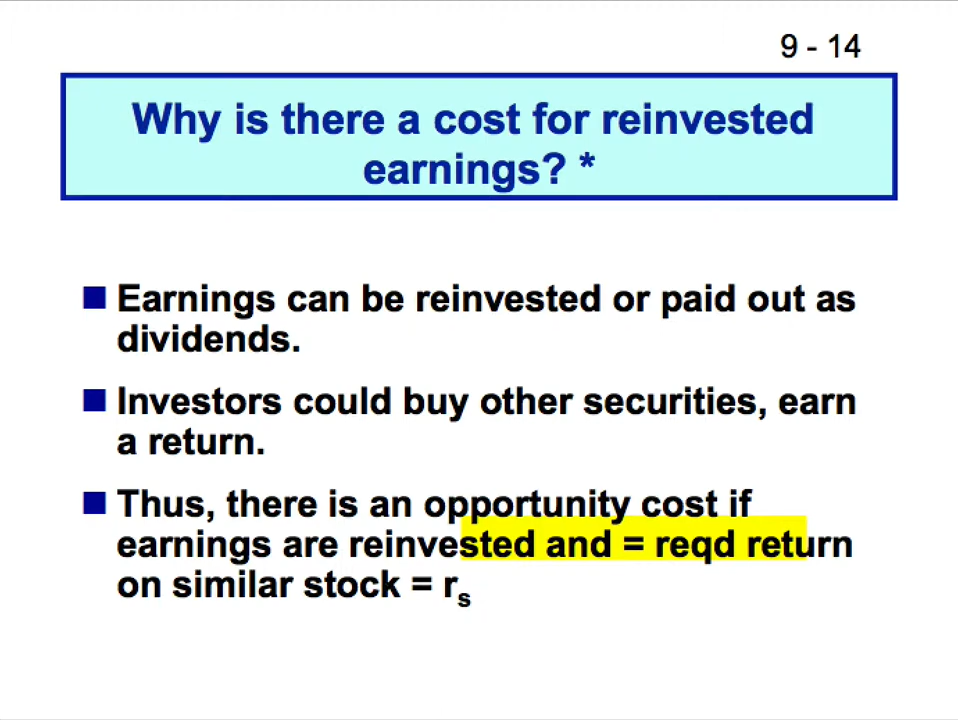 9 - 14
Why is there a cost for reinvested
earnings? *
Earnings can be reinvested or paid out as
dividends.
Investors could buy other securities, earn
a return.
Thus, there is an opportunity cost if
earnings are reinvested and = reqd return
on similar stock = rs